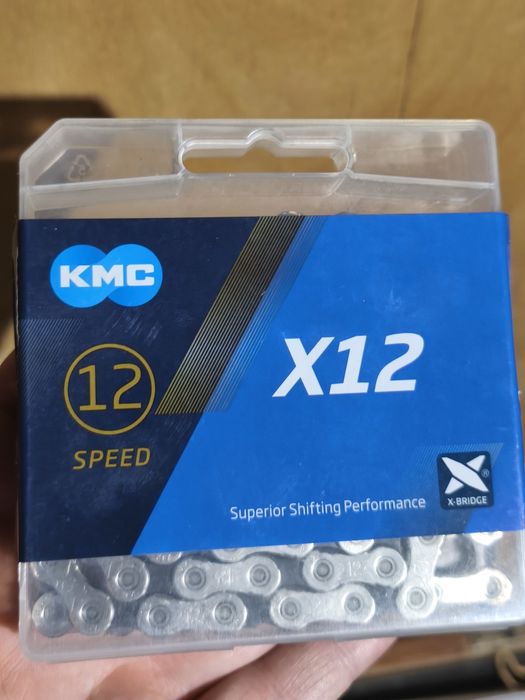 KMC
12
SPEED
X12
Superior Shifting Performance
X-BRIDGE